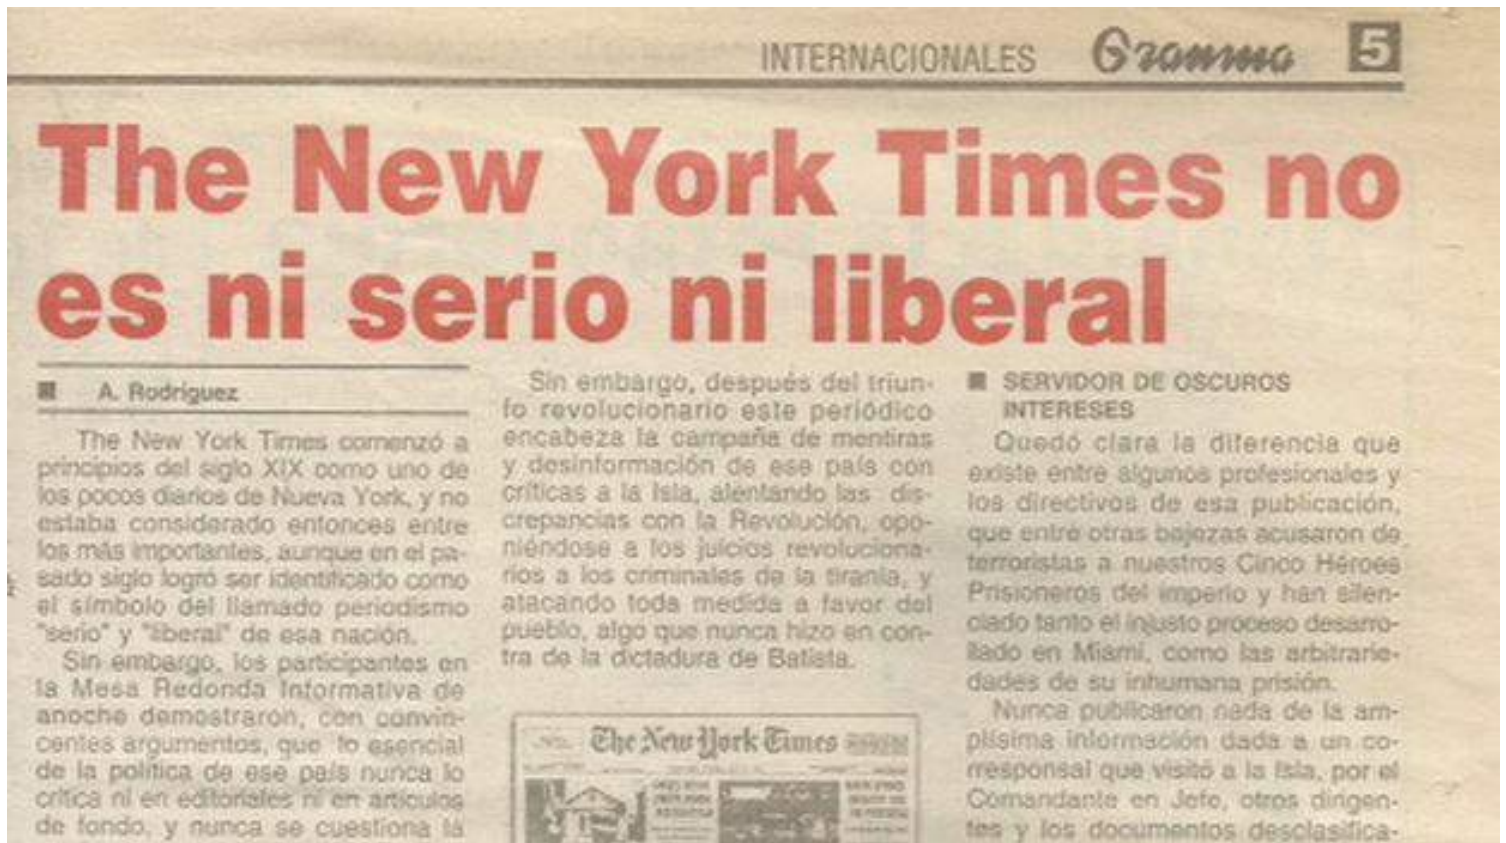 INTERNACIONALES Granma 5
The New York Times no
es ni serio ni liberal
A. Rodríguez
The New York Times comenzó a
principios del siglo XIX como uno de
los pocos diarios de Nueva York, y no
estaba considerado entonces entre
los más importantes, aunque en el pa-
sado siglo logró ser identificado como
el símbolo del llamado periodismo
"serio" y "liberal" de esa nación.
Sin embargo, los participantes en
la Mesa Redonda Informativa de
anoche demostraron, con convin-
centes argumentos, que lo esencial
de la política de ese país nunca lo
critica ni en editoriales ni en artículos
de fondo, y nunca se cuestiona la
Sin embargo, después del triun-
fo revolucionario este periódico
encabeza la campaña de mentiras
y desinformación de ese país con
críticas a la Isla, alentando las dis-
crepancias con la Revolución, opo-
niéndose a los juicios revoluciona-
rios a los criminales de la tiranía, y
atacando toda medida a favor del
pueblo, algo que nunca hizo en con-
tra de la dictadura de Batista.
The New York Times
SERVIDOR DE OSCUROS
INTERESES
Quedó clara la diferencia que
existe entre algunos profesionales y
los directivos de esa publicación,
que entre otras bajezas acusaron de
terroristas a nuestros Cinco Héroes
Prisioneros del imperio y han silen-
ciado tanto el injusto proceso desarro-
llado en Miami, como las arbitrarie-
dades de su inhumana prisión.
Nunca publicaron nada de la am-
plísima información dada a un co-
rresponsal que visitó a la Isla, por el
Comandante en Jefe, otros dirigen-
tes y los documentos desclasifica-